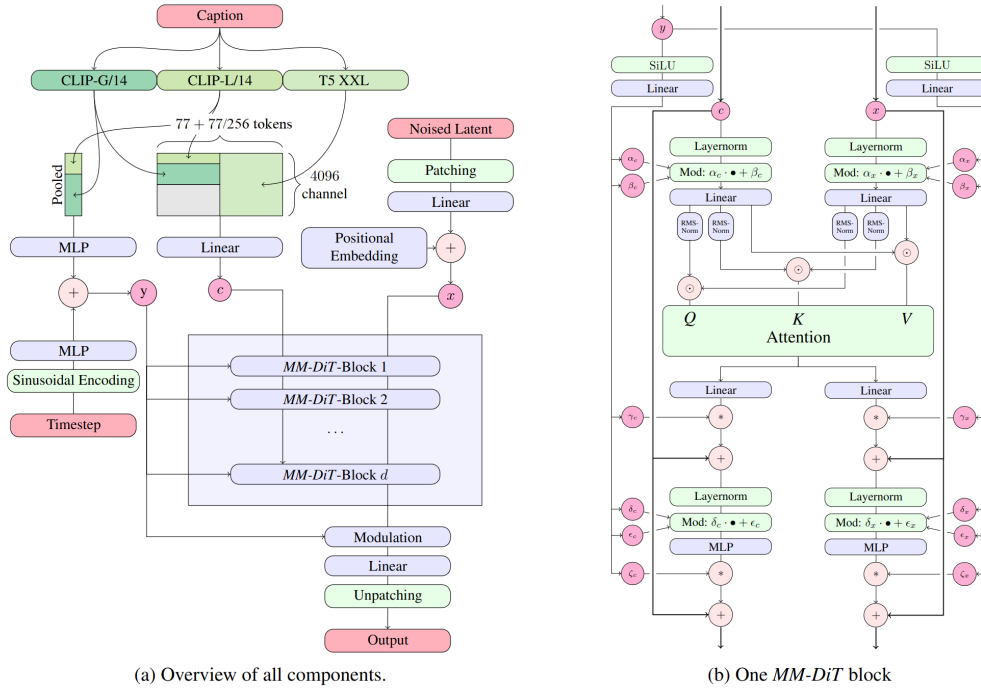 Caption
CLIP-G/14
CLIP-L/14
T5 XXL
77 + 77/256 tokens
Pooled
4096
channel
Noised Latent
Patching
Linear
Positional
Embedding
+
x
MLP
Linear
+
y
c
MLP
Sinusoidal Encoding
Timestep
MM-DiT-Block 1
MM-DiT-Block 2
. . .
MM-DiT-Block d
Modulation
Linear
Unpatching
Output
(a) Overview of all components.
y
SiLU
SiLU
Linear
Linear
c
x
Layernorm
Layernorm
α_c
α_x
Mod: α_c · • + β_c
Mod: α_x · • + β_x
β_c
β_x
Linear
Linear
RMS-
Norm
RMS-
Norm
RMS-
Norm
RMS-
Norm
⊙
⊙
⊙
Q
K
V
Attention
Linear
Linear
γ_c
*
*
γ_x
+
+
Layernorm
Layernorm
δ_c
δ_x
Mod: δ_c · • + ϵ_c
Mod: δ_x · • + ϵ_x
ϵ_c
ϵ_x
MLP
MLP
ζ_c
*
*
+
+
(b) One MM-DiT block